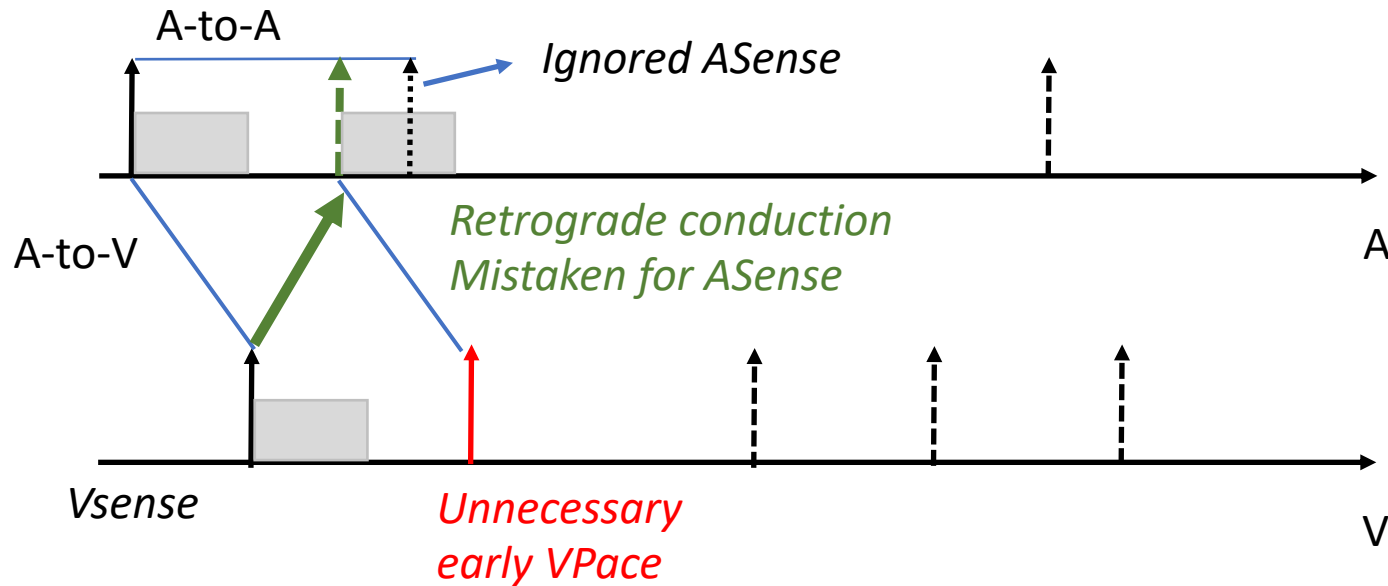 A-to-A
Ignored ASense
Retrograde conduction
Mistaken for ASense
A-to-V
A
Vsense
Unnecessary
early VPace
V